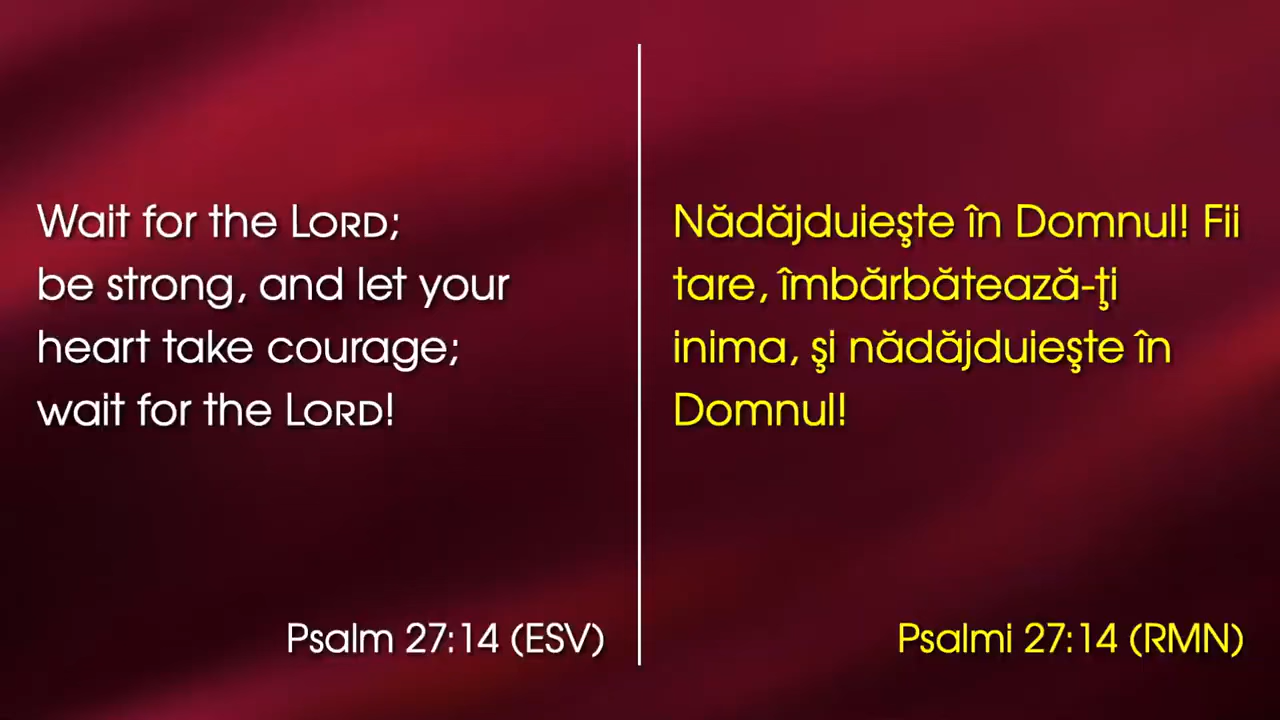 Wait for the LORD;
be strong, and let your
heart take courage;
wait for the LORD!
Psalm 27:14 (ESV)
Nădăjduieşte în Domnul! Fii
tare, îmbărbătează-ţi
inima, şi nădăjduieşte în
Domnul!
Psalmi 27:14 (RMN)